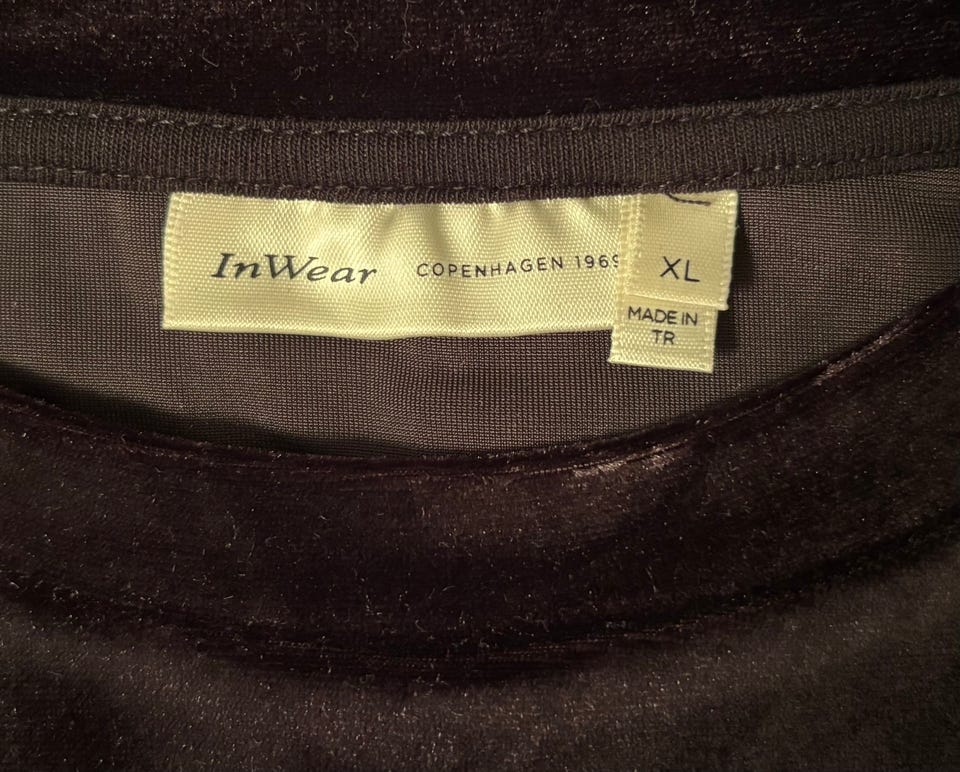 InWear COPENHAGEN 1969
XL
MADE IN
TR